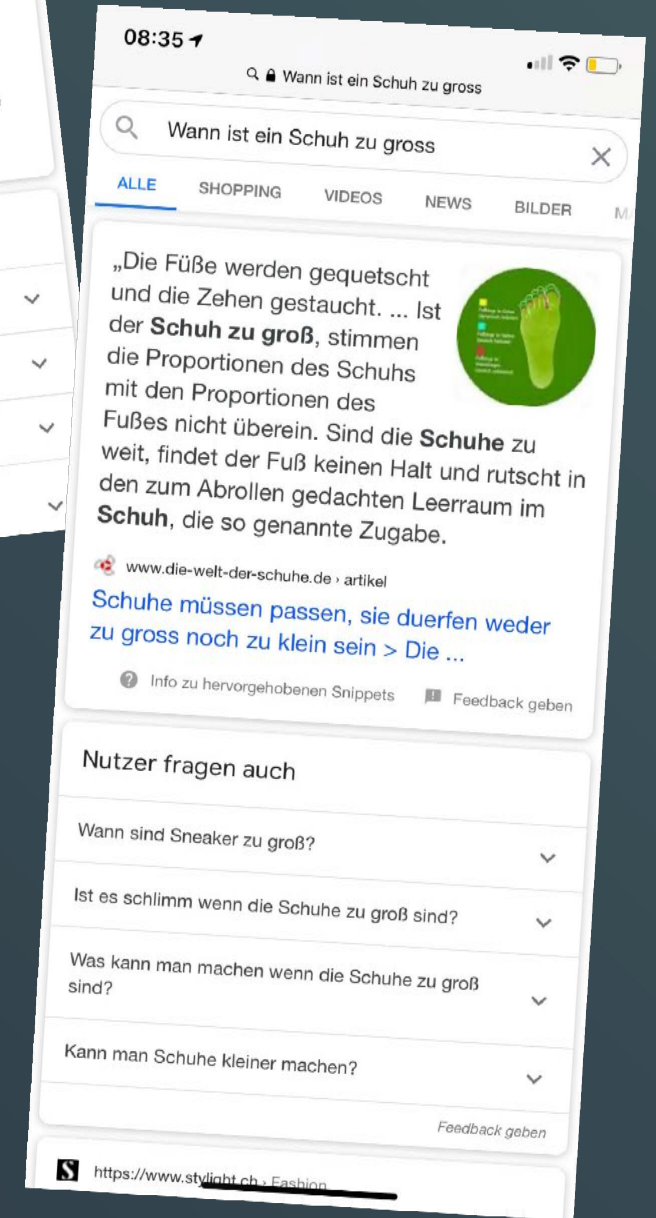 08:35
Wann ist ein Schuh zu gross
Wann ist ein Schuh zu gross
ALLE SHOPPING VIDEOS NEWS BILDER
„Die Füße werden gequetscht
und die Zehen gestaucht. ... Ist
der Schuh zu groß, stimmen
die Proportionen des Schuhs
mit den Proportionen des
Fußes nicht überein. Sind die Schuhe zu
weit, findet der Fuß keinen Halt und rutscht in
den zum Abrollen gedachten Leerraum im
Schuh, die so genannte Zugabe.
www.die-welt-der-schuhe.de › artikel
Schuhe müssen passen, sie duerfen weder
zu gross noch zu klein sein > Die ...
Info zu hervorgehobenen Snippets Feedback geben
Nutzer fragen auch
Wann sind Sneaker zu groß?
Ist es schlimm wenn die Schuhe zu groß sind?
Was kann man machen wenn die Schuhe zu groß
sind?
Kann man Schuhe kleiner machen?
Feedback geben
S https://www.stylight.ch › Fashion